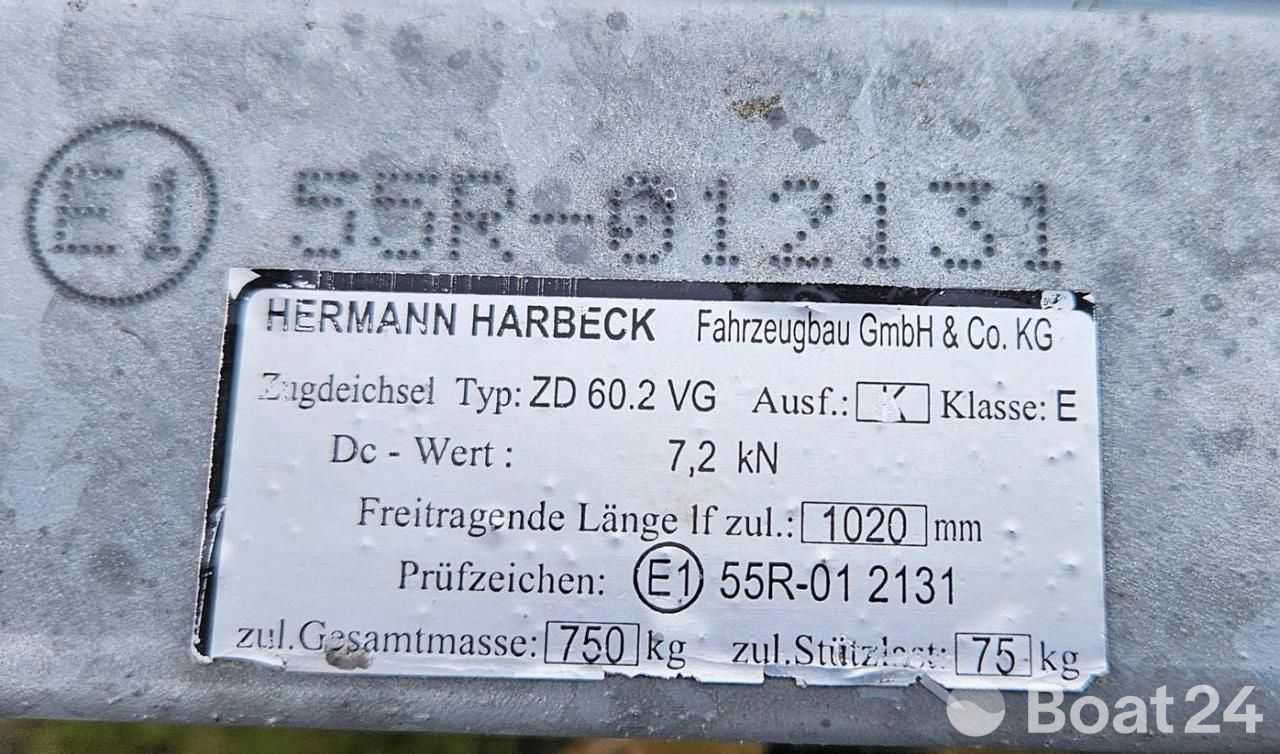 E1 55R-012131
HERMANN HARBECK Fahrzeugbau GmbH & Co. KG
Zugdeichsel Typ: ZD 60.2 VG Ausf.: K Klasse: E
Dc - Wert : 7,2 kN
Freitragende Länge lf zul.: 1020 mm
Prüfzeichen: E1 55R-01 2131
zul.Gesamtmasse: 750 kg zul.Stützlast: 75 kg
Boat24